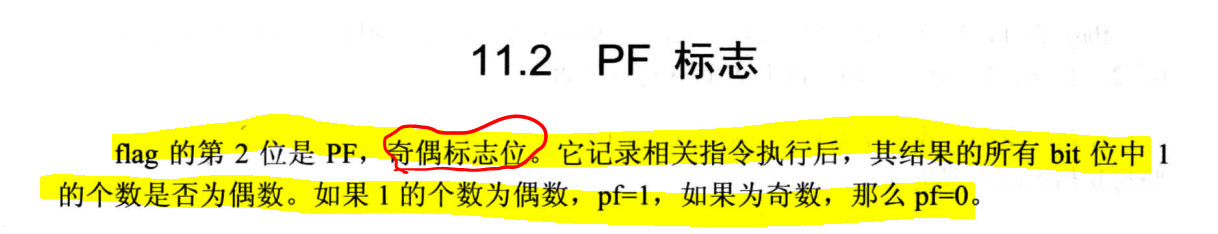 11.2 PF 标志
flag 的第 2 位是 PF，奇偶标志位。它记录相关指令执行后，其结果的所有 bit 位中 1
的个数是否为偶数。如果 1 的个数为偶数，pf=1，如果为奇数，那么 pf=0。